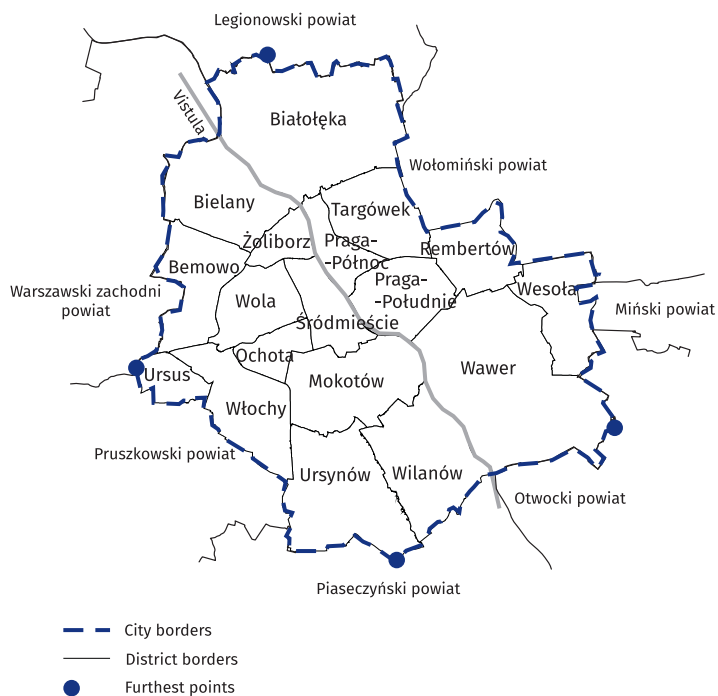 Legionowski powiat
Vistula
Białołęka
Wołomiński powiat
Bielany
Targówek
Żoliborz
Praga-
-Północ
Rembertów
Bemowo
Praga-
-Południe
Wesoła
Warszawski zachodni
powiat
Wola
Śródmieście
Miński powiat
Ochota
Ursus
Mokotów
Wawer
Włochy
Pruszkowski powiat
Ursynów
Wilanów
Otwocki powiat
Piaseczyński powiat
City borders
District borders
Furthest points